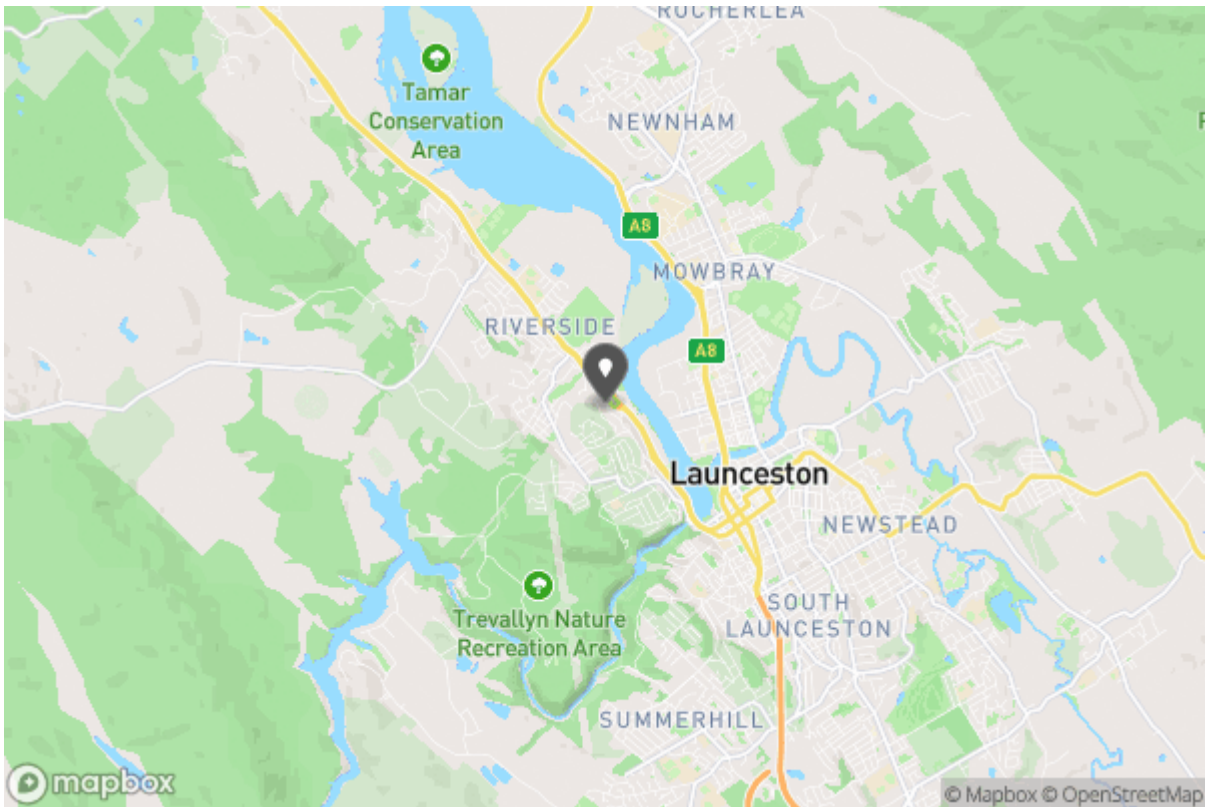 ROCHERLEA
Tamar
Conservation
Area
NEWNHAM
A8
MOWBRAY
RIVERSIDE
A8
Launceston
NEWSTEAD
Trevallyn Nature
Recreation Area
SOUTH
LAUNCESTON
SUMMERHILL
mapbox
© Mapbox © OpenStreetMap